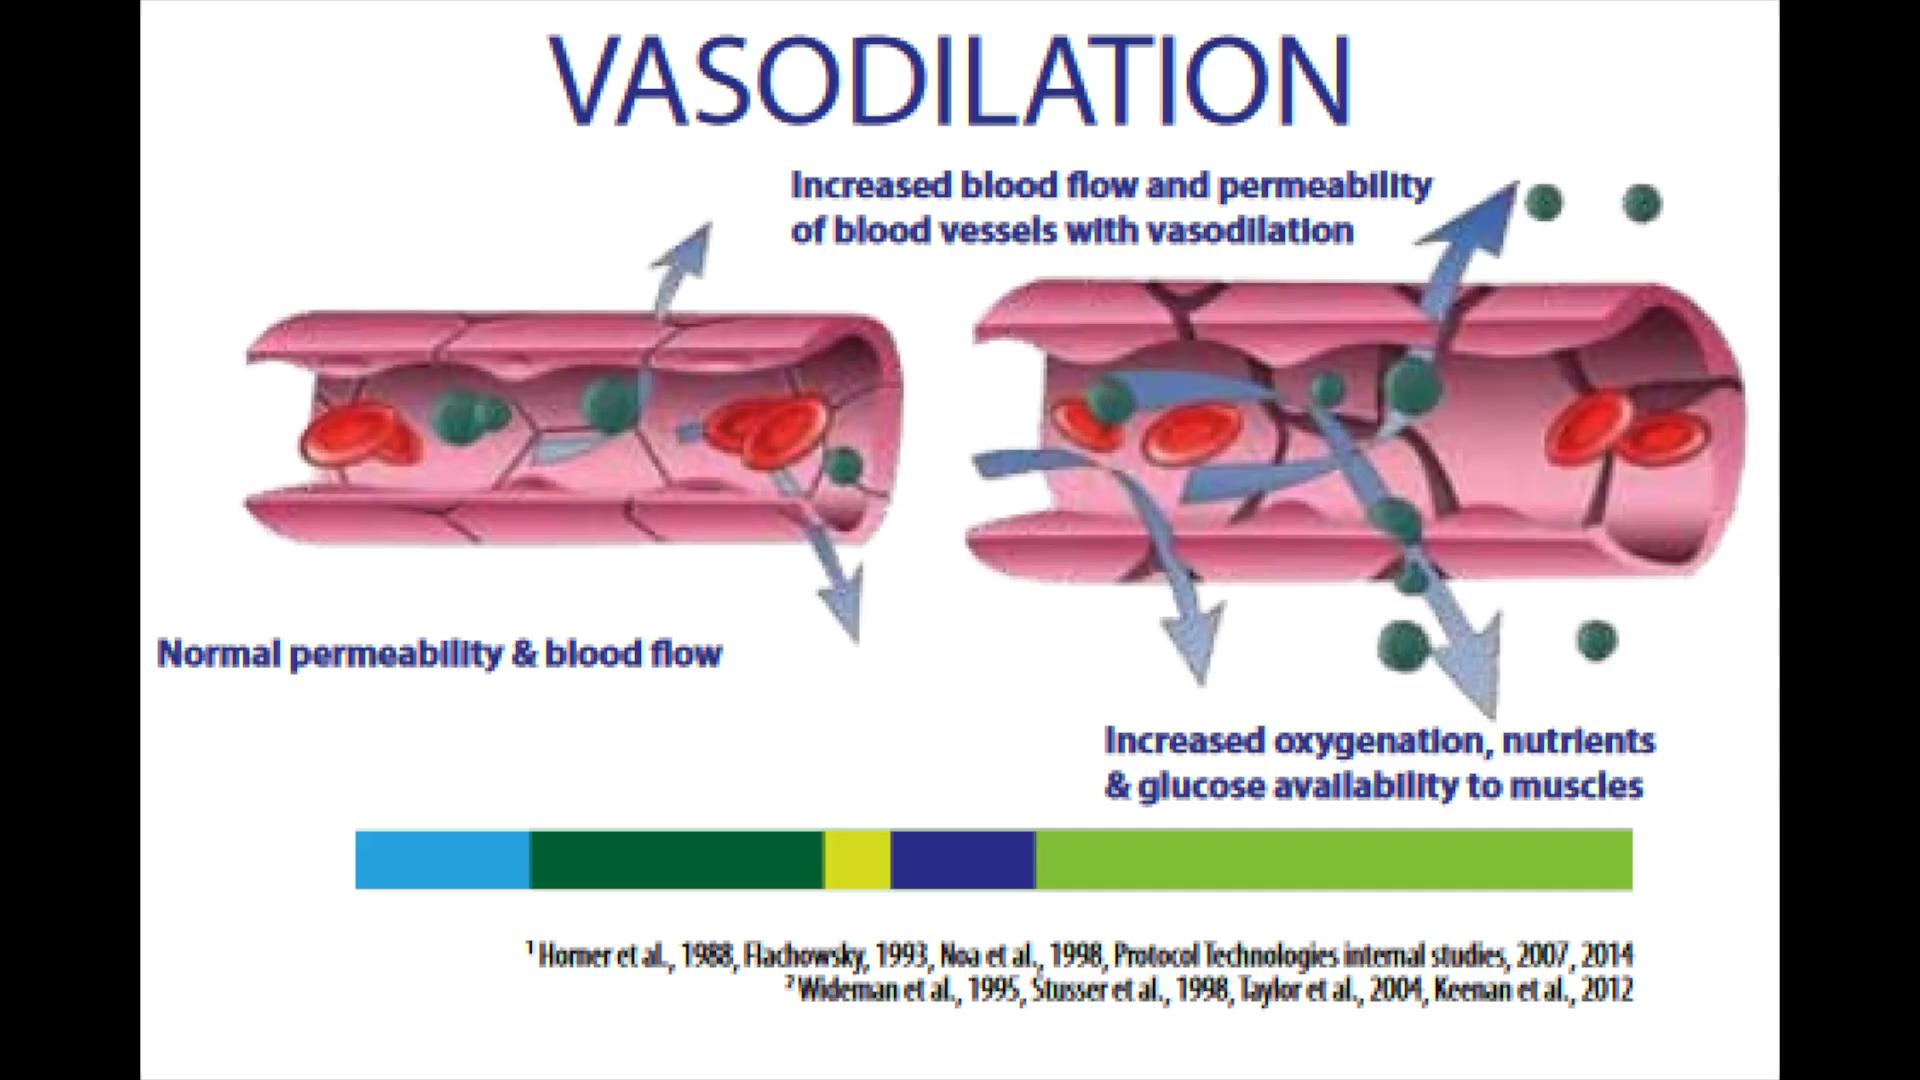 VASODILATION
Increased blood flow and permeability
of blood vessels with vasodilation
Normal permeability & blood flow
Increased oxygenation, nutrients
& glucose availability to muscles
¹ Horner et al., 1988, Flachowsky, 1993, Noa et al., 1998, Protocol Technologies internal studies, 2007, 2014
² Wideman et al., 1995, Stusser et al., 1998, Taylor et al., 2004, Keenan et al., 2012